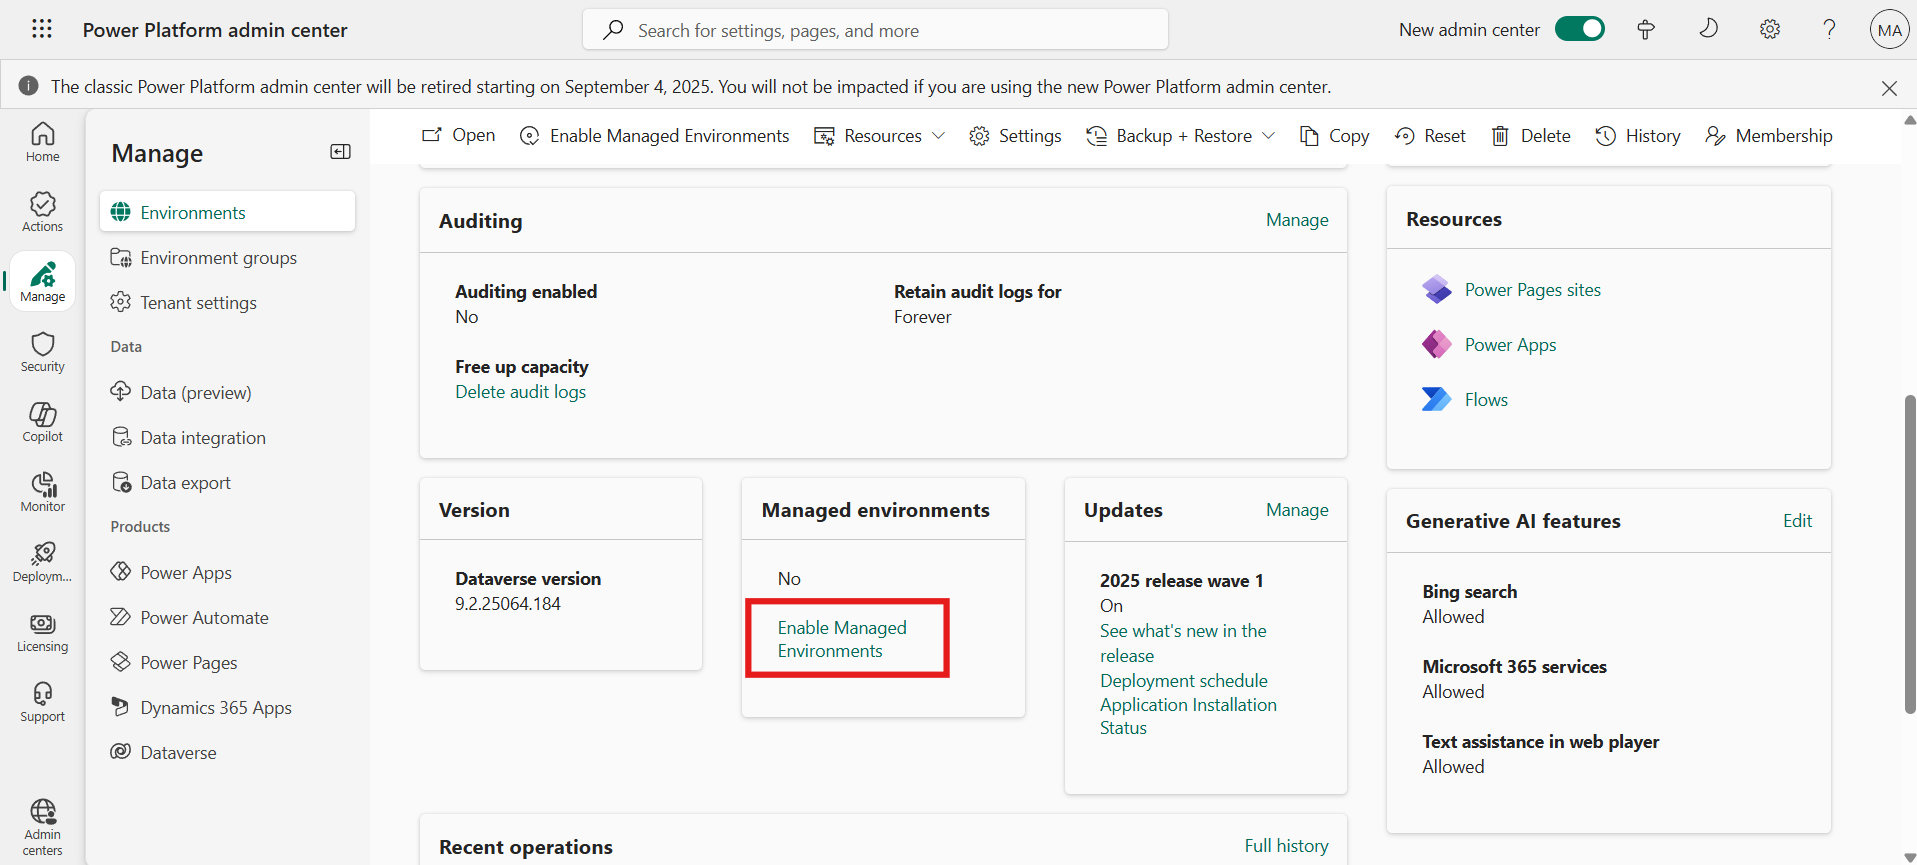 Power Platform admin center
Search for settings, pages, and more
New admin center
MA
The classic Power Platform admin center will be retired starting on September 4, 2025. You will not be impacted if you are using the new Power Platform admin center.
Home
Actions
Manage
Security
Copilot
Monitor
Deploym...
Licensing
Support
Admin
centers
Manage
Environments
Environment groups
Tenant settings
Data
Data (preview)
Data integration
Data export
Products
Power Apps
Power Automate
Power Pages
Dynamics 365 Apps
Dataverse
Open
Enable Managed Environments
Resources
Settings
Backup + Restore
Copy
Reset
Delete
History
Membership
Auditing
Manage
Auditing enabled
No
Retain audit logs for
Forever
Free up capacity
Delete audit logs
Version
Dataverse version
9.2.25064.184
Managed environments
No
Enable Managed
Environments
Updates
Manage
2025 release wave 1
On
See what's new in the
release
Deployment schedule
Application Installation
Status
Recent operations
Full history
Resources
Power Pages sites
Power Apps
Flows
Generative AI features
Edit
Bing search
Allowed
Microsoft 365 services
Allowed
Text assistance in web player
Allowed